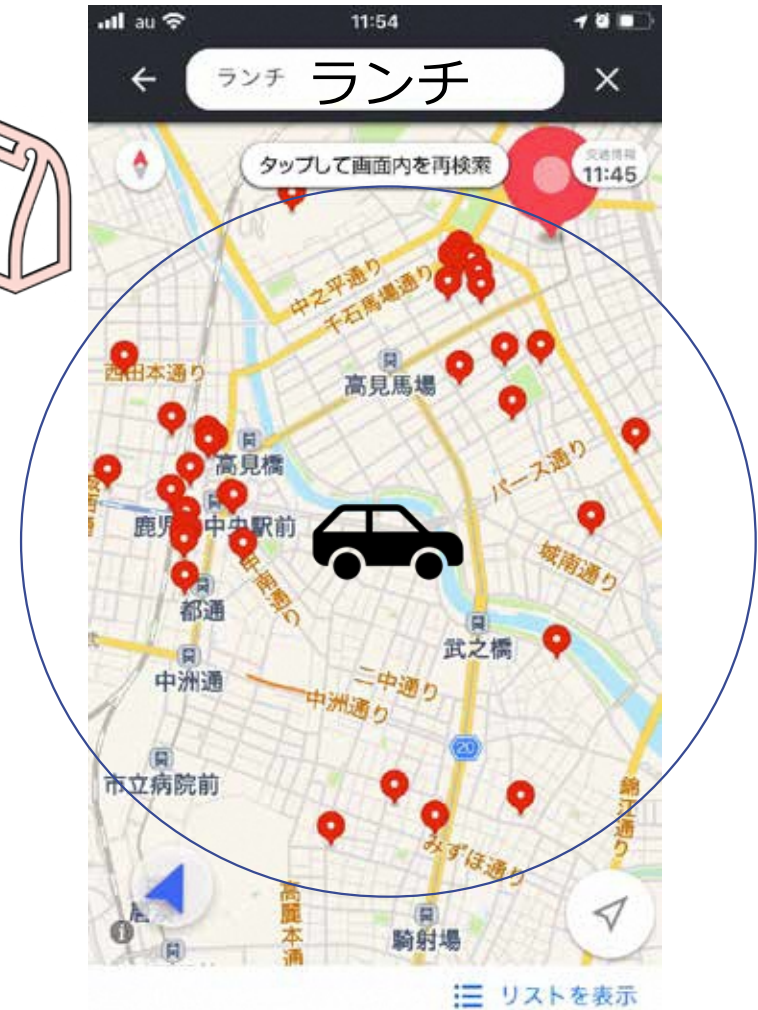 au 11:54
ランチ ランチ
タップして画面内を再検索
交通情報
11:45
中之平通り
千石馬場通り
西田本通り
高見馬場
高見橋
パース通り
鹿児 中央駅前
城南通り
都通
武之橋
中洲通
二中通り
中洲通り
20
市立病院前
錦江通り
みずほ通り
高麗本通
騎射場
リストを表示